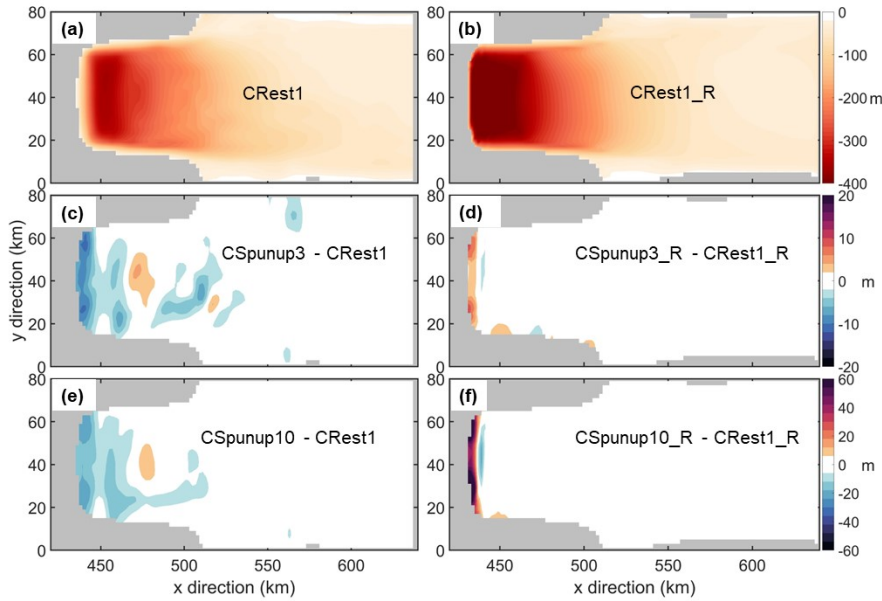 (a)
CRest1
80
60
40
20
0
(b)
CRest1_R
0
-100
-200
-300
-400
m
(c)
CSpunup3 - CRest1
80
60
40
20
0
y direction (km)
(d)
CSpunup3_R - CRest1_R
20
10
0
-10
-20
m
(e)
CSpunup10 - CRest1
80
60
40
20
0
450 500 550 600
x direction (km)
(f)
CSpunup10_R - CRest1_R
60
40
20
0
-20
-40
-60
m
450 500 550 600
x direction (km)